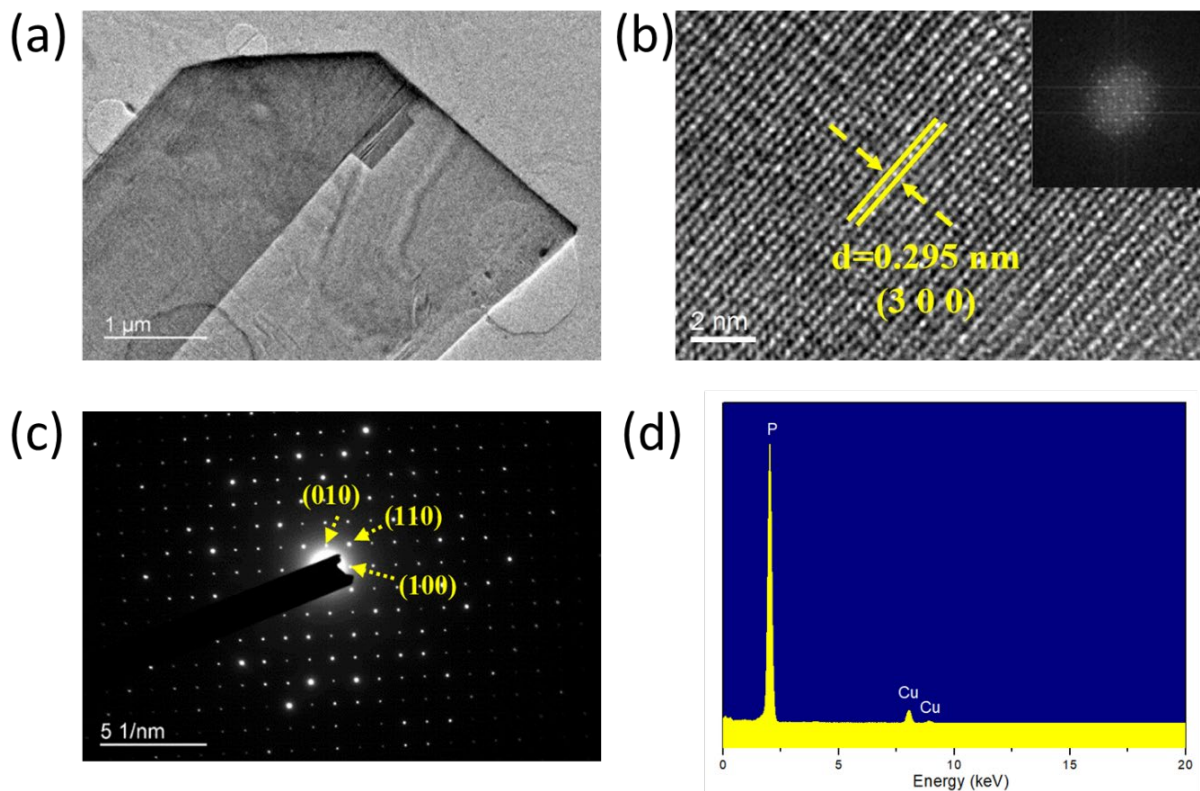 (a)
1 μm
(b)
d=0.295 nm
(3 0 0)
2 nm
(c)
(010)
(110)
(100)
5 1/nm
(d)
P
Cu
Cu
0 5 10 15 20
Energy (keV)